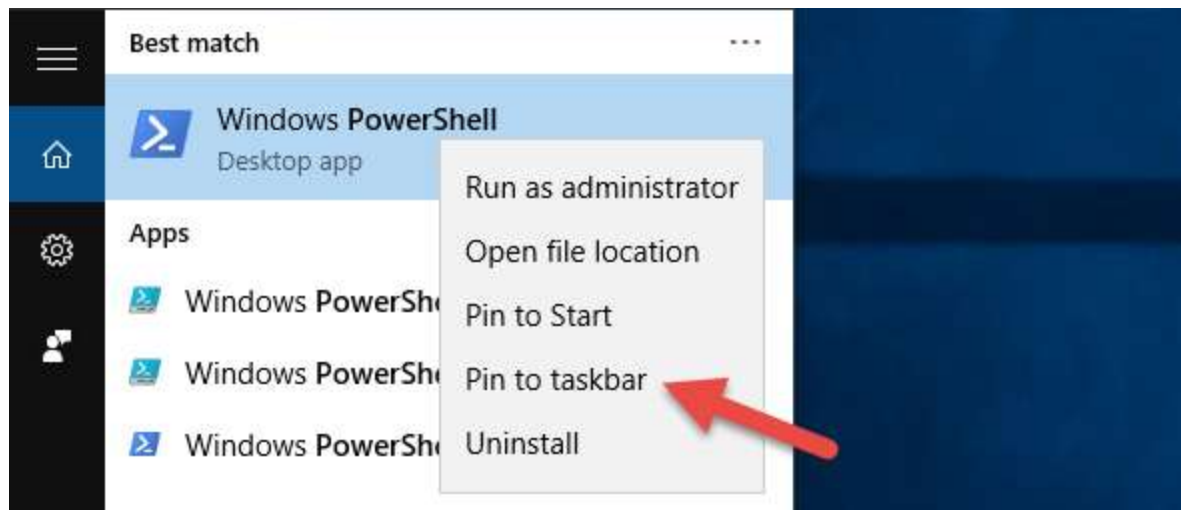 Best match
...
Windows PowerShell
Desktop app
Run as administrator
Apps
Open file location
Windows PowerShe
Pin to Start
Windows PowerShe
Pin to taskbar
Windows PowerShe
Uninstall